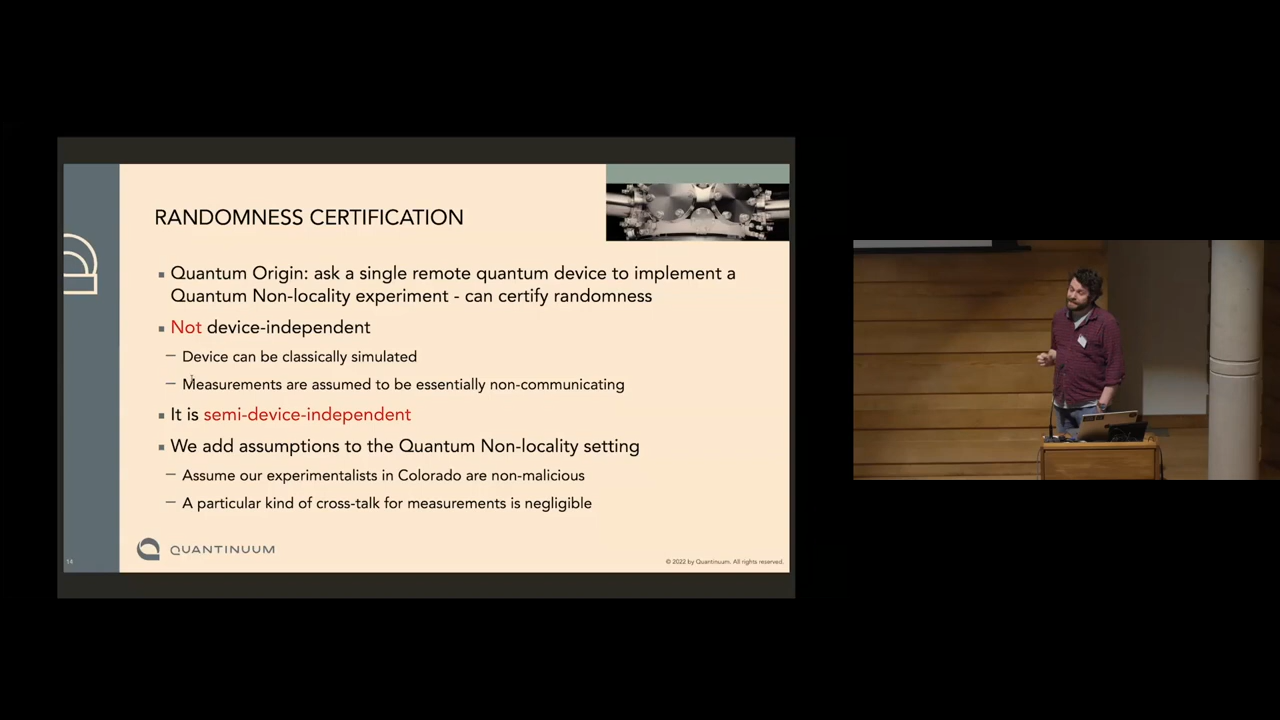 RANDOMNESS CERTIFICATION
Quantum Origin: ask a single remote quantum device to implement a
Quantum Non-locality experiment - can certify randomness
Not device-independent
– Device can be classically simulated
– Measurements are assumed to be essentially non-communicating
It is semi-device-independent
We add assumptions to the Quantum Non-locality setting
– Assume our experimentalists in Colorado are non-malicious
– A particular kind of cross-talk for measurements is negligible
QUANTINUUM
14
© 2022 by Quantinuum. All rights reserved.